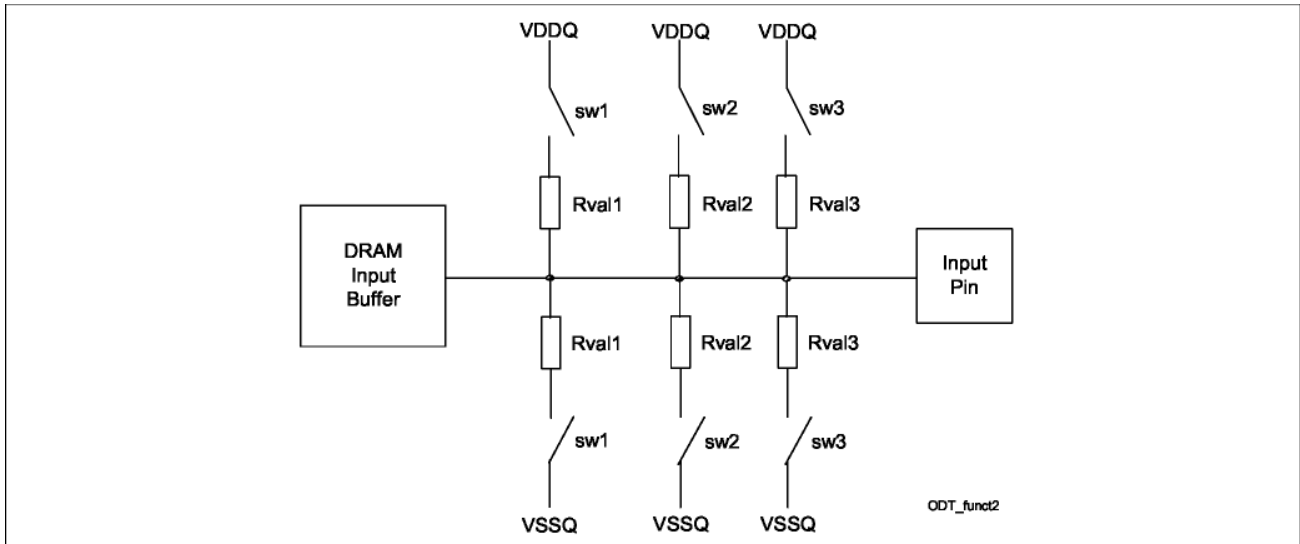 VDDQ VDDQ VDDQ
sw1 sw2 sw3
Rval1 Rval2 Rval3
DRAM
Input
Buffer
Input
Pin
Rval1 Rval2 Rval3
sw1 sw2 sw3
VSSQ VSSQ VSSQ
ODT_funct2